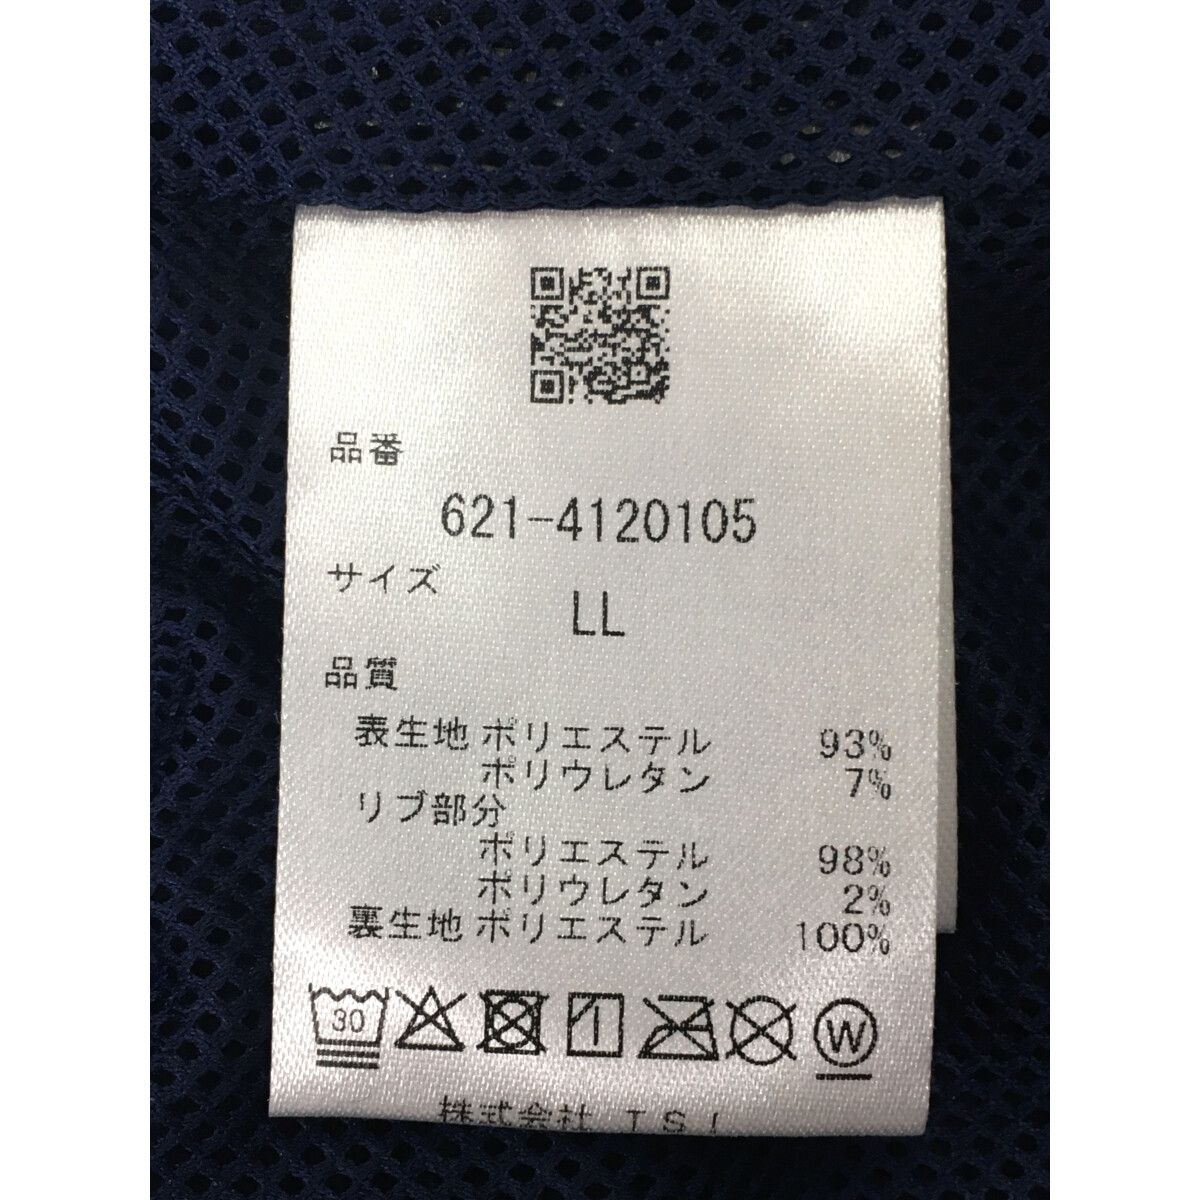 品番
621-4120105
サイズ
LL
品質
表生地 ポリエステル 93%
ポリウレタン 7%
リブ部分
ポリエステル 98%
ポリウレタン 2%
裏生地 ポリエステル 100%
30 W
株式会社 TSI